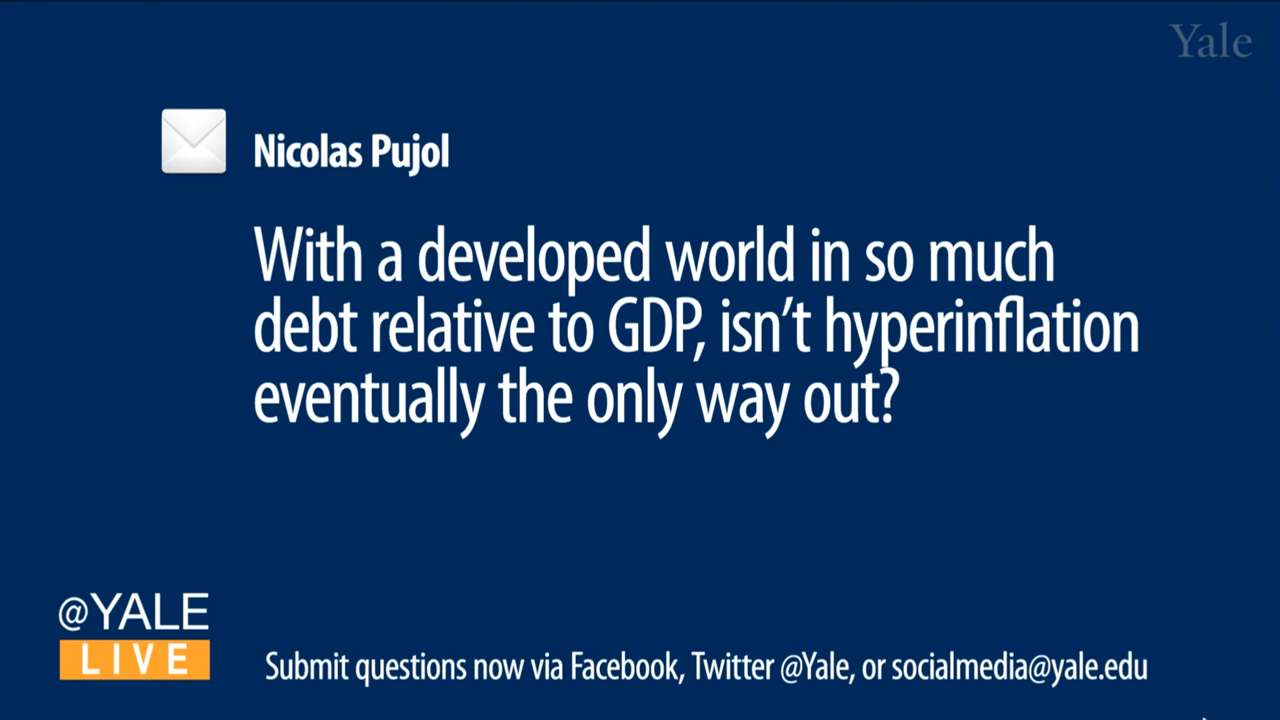 Yale
Nicolas Pujol
With a developed world in so much
debt relative to GDP, isn’t hyperinflation
eventually the only way out?
@YALE
LIVE
Submit questions now via Facebook, Twitter @Yale, or socialmedia@yale.edu